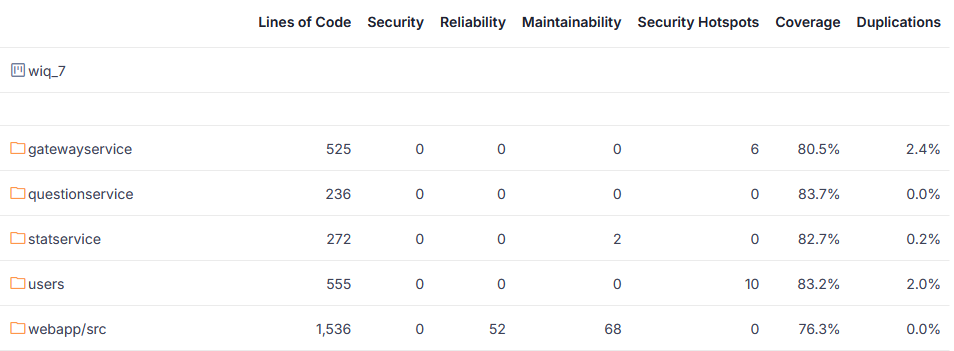 Lines of Code Security Reliability Maintainability Security Hotspots Coverage Duplications
wiq_7
gatewayservice 525 0 0 0 6 80.5% 2.4%
questionservice 236 0 0 0 0 83.7% 0.0%
statservice 272 0 0 2 0 82.7% 0.2%
users 555 0 0 0 10 83.2% 2.0%
webapp/src 1,536 0 52 68 0 76.3% 0.0%